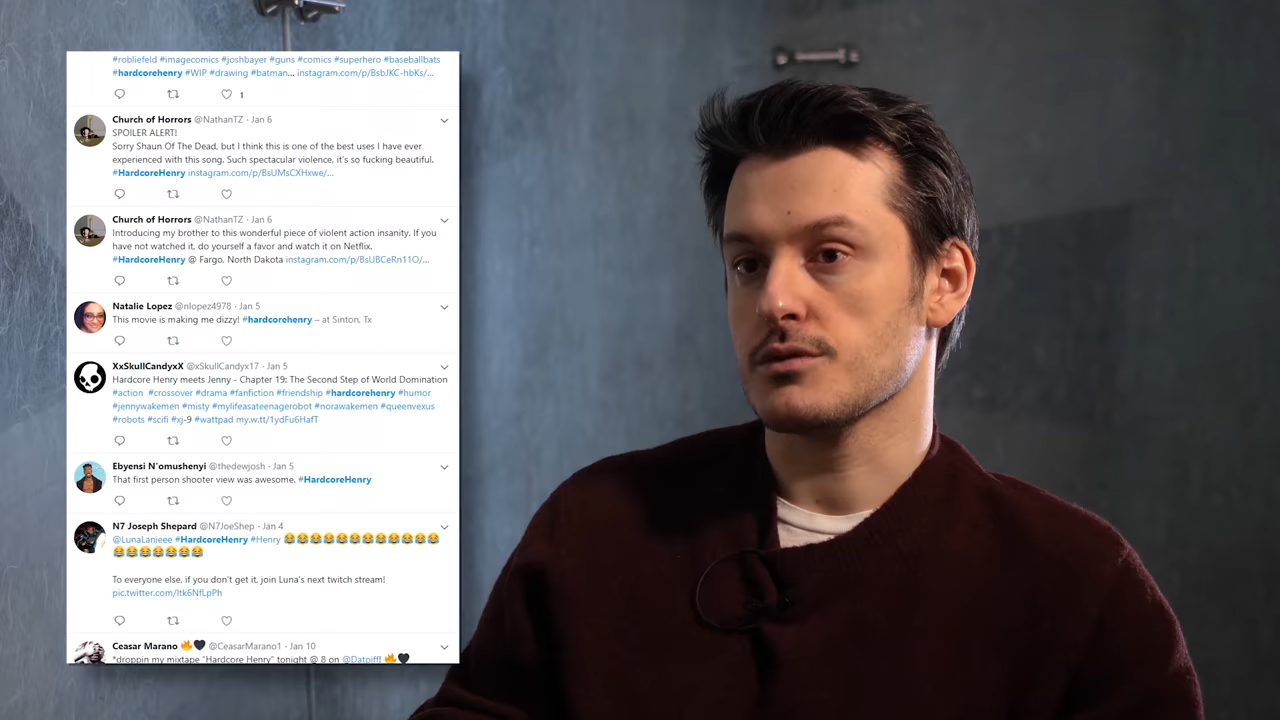 #robliefeld #imagecomics #joshbayer #guns #comics #superhero #baseballbats
#hardcorehenry #WIP #drawing #batman... instagram.com/p/BsbJKC-hbKs/...
1
Church of Horrors @NathanTZ · Jan 6
SPOILER ALERT!
Sorry Shaun Of The Dead, but I think this is one of the best uses I have ever
experienced with this song. Such spectacular violence, it's so fucking beautiful.
#HardcoreHenry instagram.com/p/BsUMsCXHxwe/...
Church of Horrors @NathanTZ · Jan 6
Introducing my brother to this wonderful piece of violent action insanity. If you
have not watched it, do yourself a favor and watch it on Netflix.
#HardcoreHenry @ Fargo, North Dakota instagram.com/p/BsUBCeRn11O/...
Natalie Lopez @nlopez4978 · Jan 5
This movie is making me dizzy! #hardcorehenry – at Sinton, Tx
XxSkullCandyxX @xSkullCandyx17 · Jan 5
Hardcore Henry meets Jenny - Chapter 19: The Second Step of World Domination
#action #crossover #drama #fanfiction #friendship #hardcorehenry #humor
#jennywakemen #misty #mylifeasateenagerobot #norawakemen #queenvexus
#robots #scifi #xj-9 #wattpad my.w.tt/1ydFu6HafT
Ebyensi N'omushenyi @thedewjosh · Jan 5
That first person shooter view was awesome. #HardcoreHenry
N7 Joseph Shepard @N7JoeShep · Jan 4
@LunaLanieee #HardcoreHenry #Henry 😂😂😂😂😂😂😂😂😂😂😂😂
😂😂😂😂😂😂😂
To everyone else, if you don't get it, join Luna's next twitch stream!
pic.twitter.com/Itk6NfLpPh
Ceasar Marano 🔥🖤 @CeasarMarano1 · Jan 10
*droppin my mixtape "Hardcore Henry" tonight @ 8 on @Datpiff! 🔥🖤